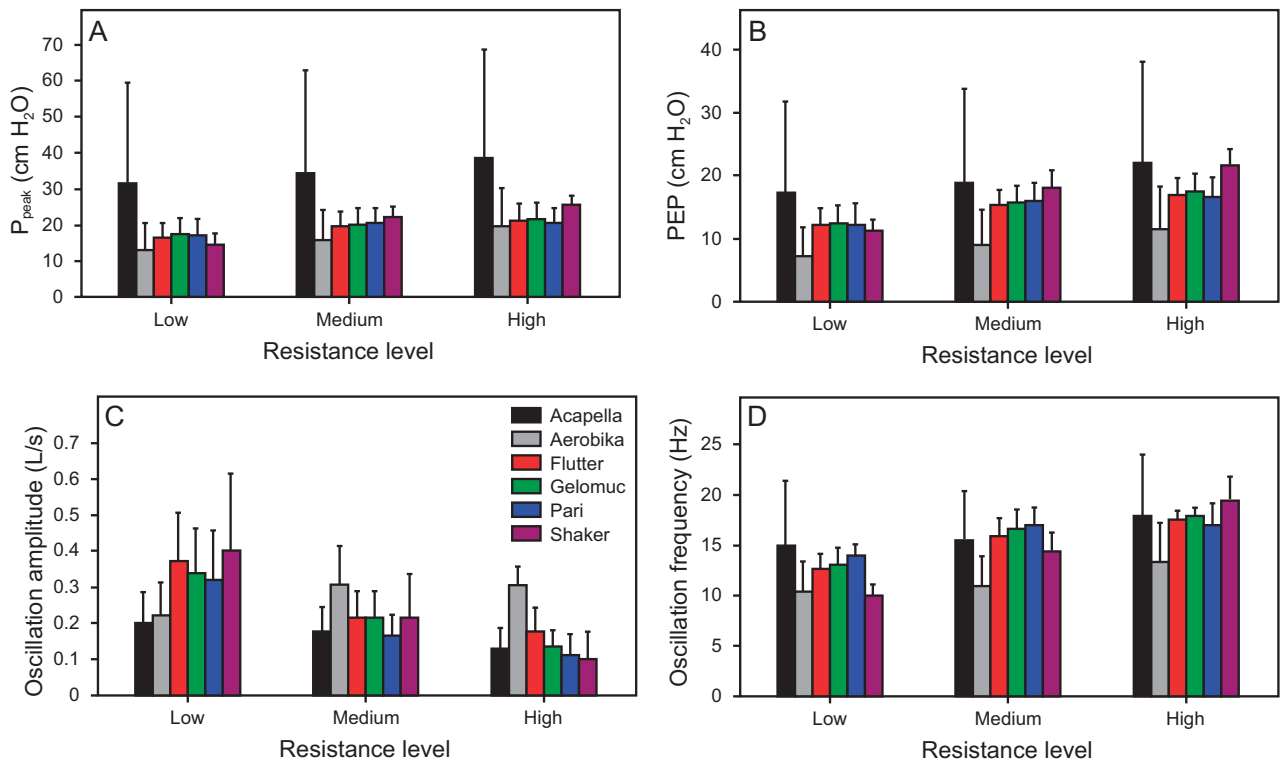 A
P_peak (cm H₂O)
70
60
50
40
30
20
10
0
Low Medium High
Resistance level
B
PEP (cm H₂O)
40
30
20
10
0
Low Medium High
Resistance level
C
Oscillation amplitude (L/s)
0.7
0.6
0.5
0.4
0.3
0.2
0.1
0
Acapella
Aerobika
Flutter
Gelomuc
Pari
Shaker
Low Medium High
Resistance level
D
Oscillation frequency (Hz)
25
20
15
10
5
0
Low Medium High
Resistance level